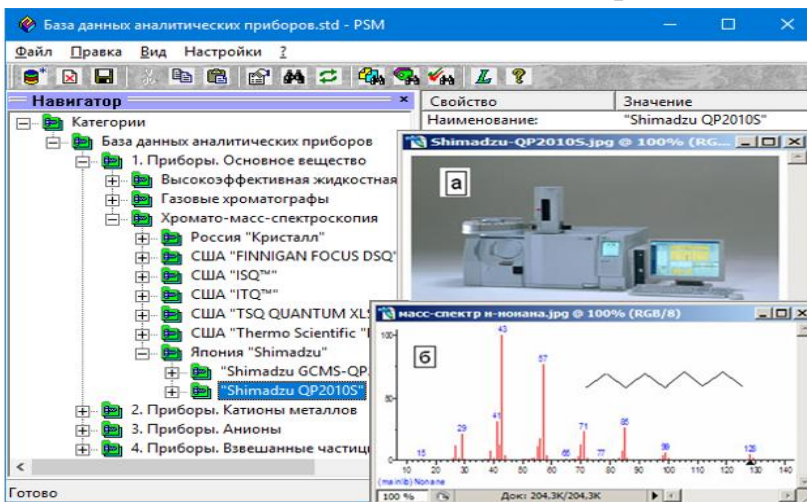 База данных аналитических приборов.std - PSM
Файл Правка Вид Настройки ?
Навигатор
Категории
База данных аналитических приборов
1. Приборы. Основное вещество
Высокоэффективная жидкостная
Газовые хроматографы
Хромато-масс-спектроскопия
Россия "Кристалл"
США "FINNIGAN FOCUS DSQ"
США "ISQ™"
США "ITQ™"
США "TSQ QUANTUM XLS
США "Thermo Scientific "
Япония "Shimadzu"
"Shimadzu GCMS-QP
"Shimadzu QP2010S"
2. Приборы. Катионы металлов
3. Приборы. Анионы
4. Приборы. Взвешанные частицы
Готово
Свойство Значение
Наименование: "Shimadzu QP2010S"
Shimadzu-QP2010S.jpg @ 100% (RG...
а
масс-спектр н-нонана.jpg @ 100% (RGB/8)
б
100
50
0
15 29 41 43 57 66 71 77 85 99 128
10 20 30 40 50 60 70 80 90 100 110 120 130 140
(mainlib) Nonane
100 % Док: 204,3K/204,3K